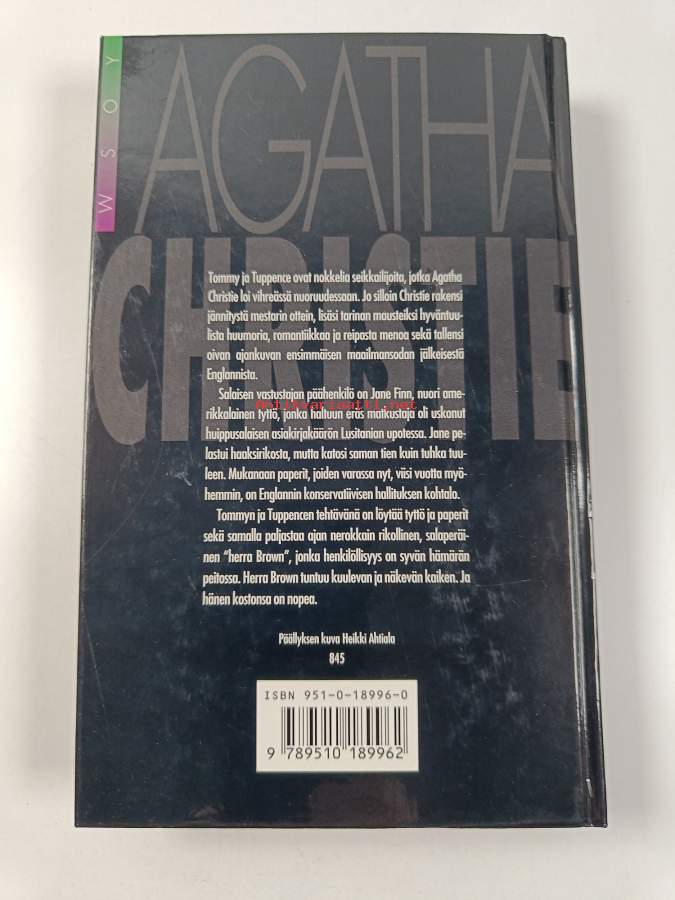 WSOY
AGATHA
CHRISTIE
Tommy ja Tuppence ovat nokkelia seikkailijoita, jotka Agatha
Christie loi vihreässä nuoruudessaan. Jo silloin Christie rakensi
jännitystä mestarin ottein, lisäsi tarinan mausteiksi hyväntuu-
lista huumoria, romantiikkaa ja reipasta menoa sekä tallensi
oivan ajankuvan ensimmäisen maailmansodan jälkeisestä
Englannista.
Salaisen vastustajan päähenkilö on Jane Finn, nuori ame-
rikkalainen tyttö, jonka haltuun eräs matkustaja oli uskonut
Antikvariaatti.net
huippusalaisen asiakirjakäärön Lusitanian upotessa. Jane pe-
lastui haaksirikosta, mutta katosi saman tien kuin tuhka tuu-
leen. Mukanaan paperit, joiden varassa nyt, viisi vuotta myö-
hemmin, on Englannin konservatiivisen hallituksen kohtalo.
Tommyn ja Tuppencen tehtävänä on löytää tyttö ja paperit
sekä samalla paljastaa ajan nerokkain rikollinen, salaperäi-
nen "herra Brown", jonka henkilöllisyys on syvän hämärän
peitossa. Herra Brown tuntuu kuulevan ja näkevän kaiken. Ja
hänen kostonsa on nopea.
Päällyksen kuva Heikki Ahtiala
845
ISBN 951-0-18996-0
9 789510 189962